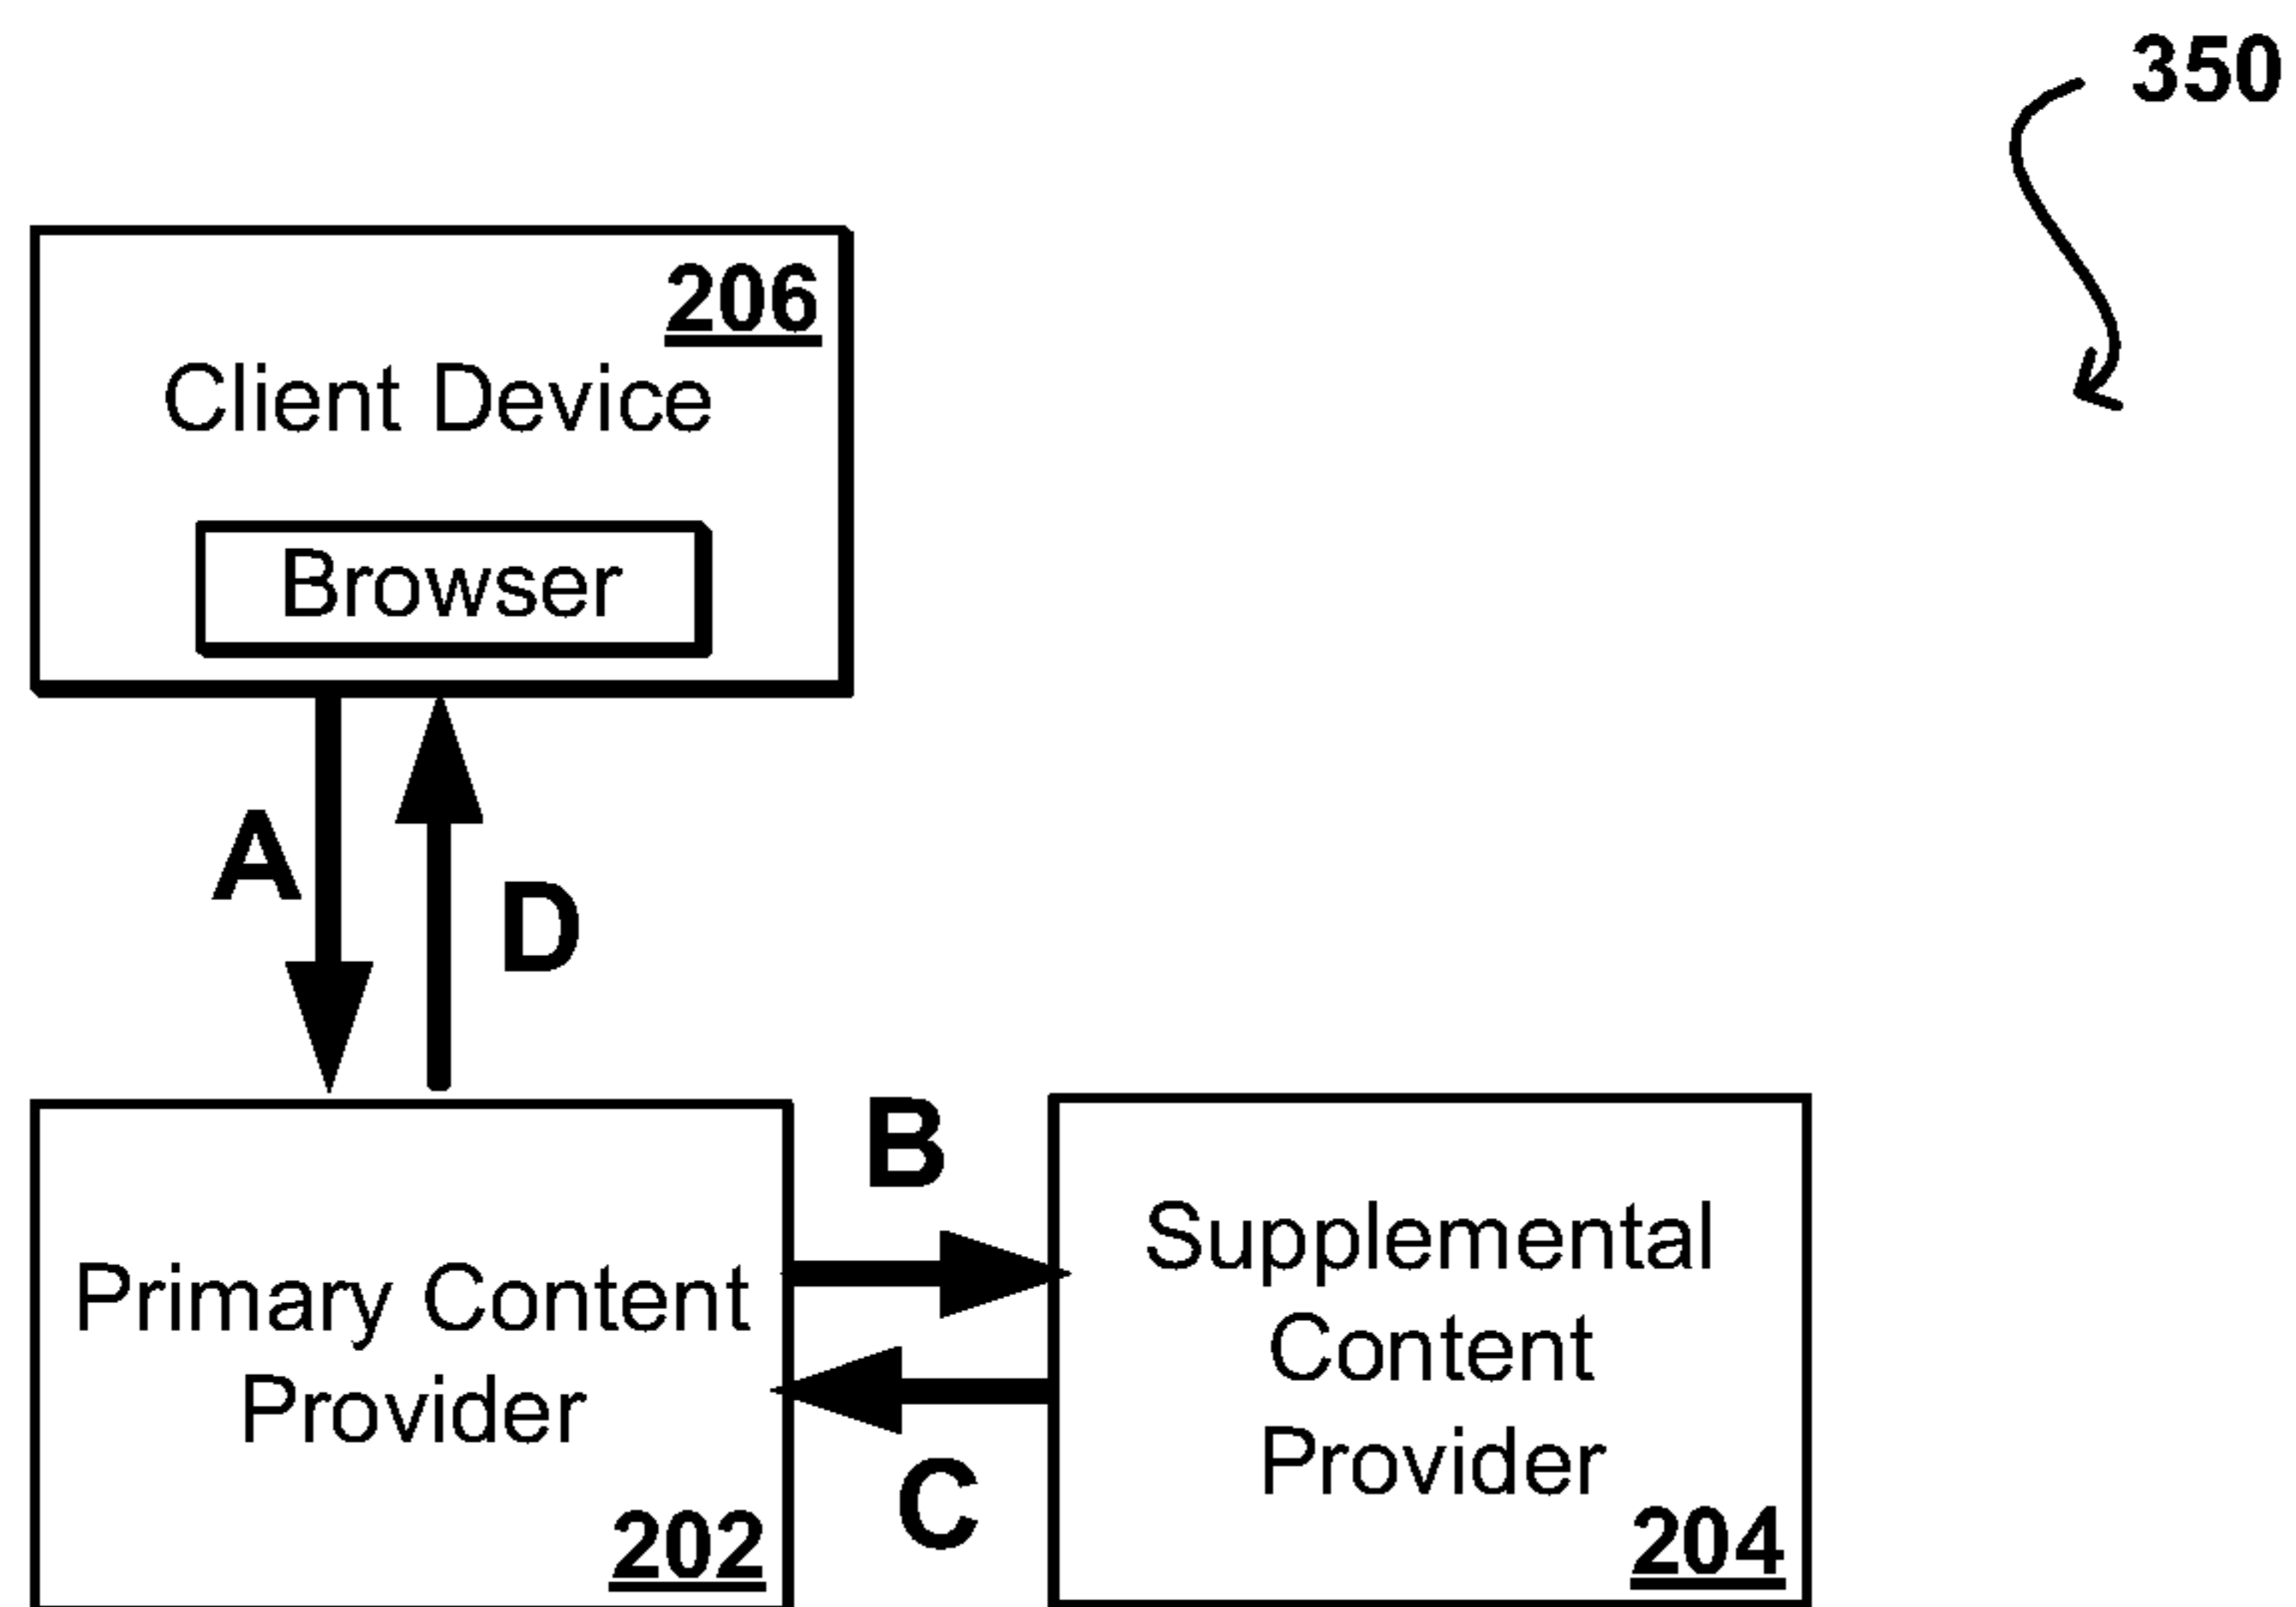 350
206
Client Device
Browser
A
D
B
Primary Content
Provider
202
C
Supplemental
Content
Provider
204